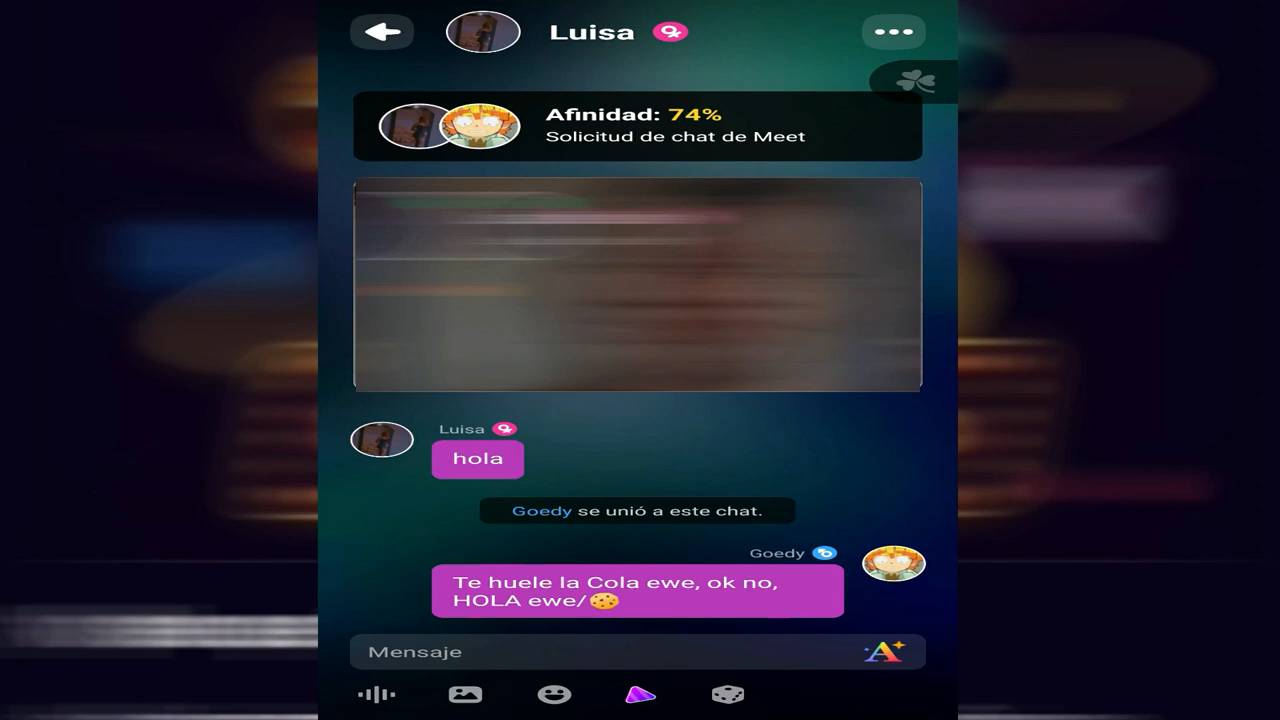 Luisa
Afinidad: 74%
Solicitud de chat de Meet
Luisa
hola
Goedy se unió a este chat.
Goedy
Te huele la Cola ewe, ok no,
HOLA ewe/🍪
Mensaje